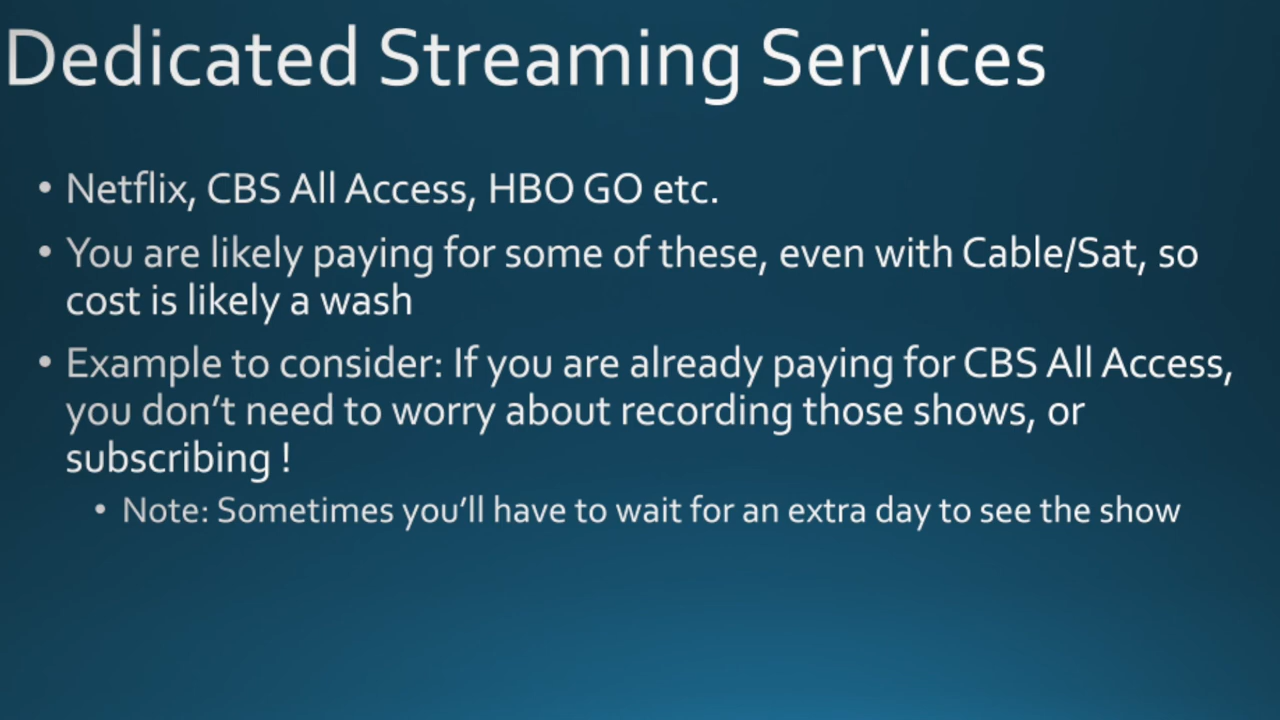 Dedicated Streaming Services
• Netflix, CBS All Access, HBO GO etc.
• You are likely paying for some of these, even with Cable/Sat, so
cost is likely a wash
• Example to consider: If you are already paying for CBS All Access,
you don’t need to worry about recording those shows, or
subscribing !
• Note: Sometimes you’ll have to wait for an extra day to see the show